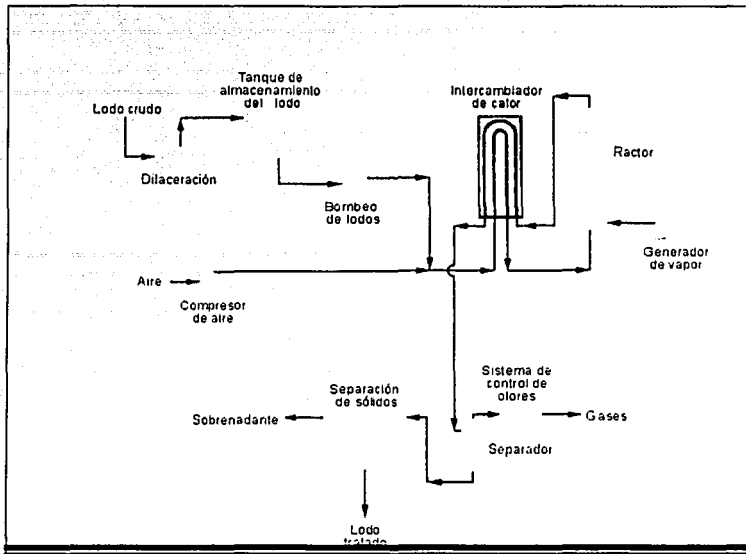 Tanque de
almacenamiento
del lodo
Lodo crudo
Dilaceración
Bombeo
de lodos
Intercambiador
de calor
Ractor
Generador
de vapor
Aire
Compresor
de aire
Sistema de
control de
olores
Gases
Separador
Separación
de sólidos
Sobrenadante
Lodo
tratado